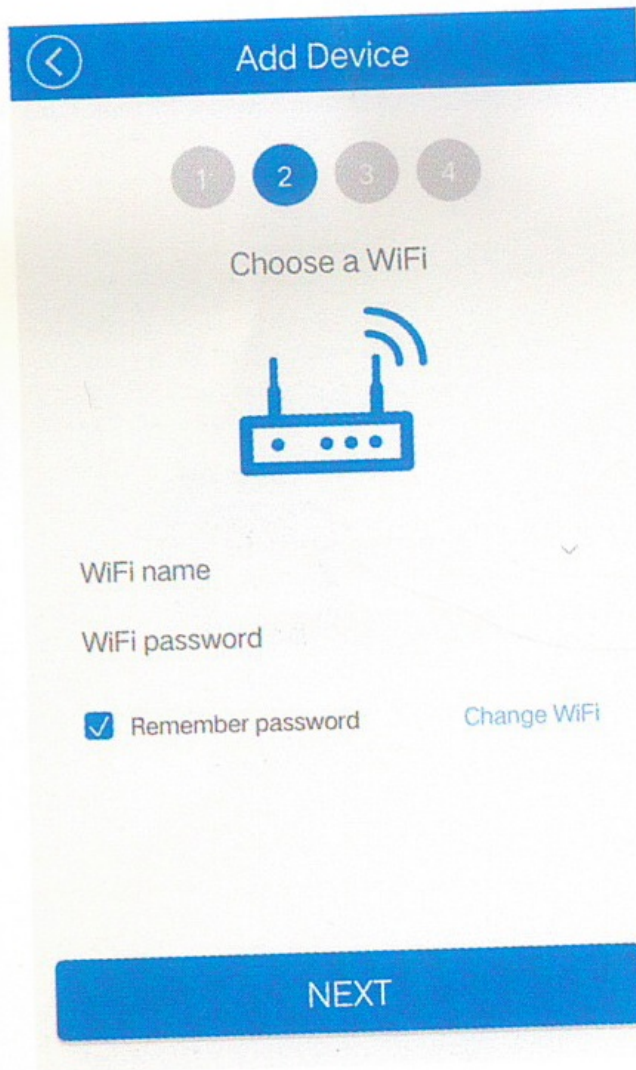 Add Device
1 2 3 4
Choose a WiFi
WiFi name
WiFi password
Remember password Change WiFi
NEXT